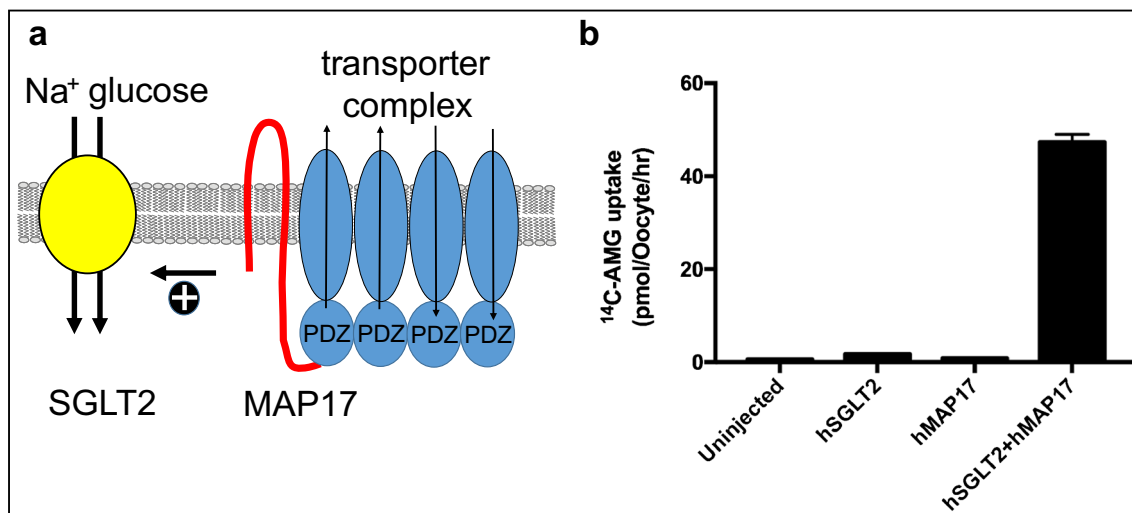 a
Na⁺ glucose
transporter
complex
PDZ PDZ PDZ PDZ
+
SGLT2
MAP17
b
¹⁴C-AMG uptake
(pmol/Oocyte/hr)
60
40
20
0
Uninjected
hSGLT2
hMAP17
hSGLT2+hMAP17